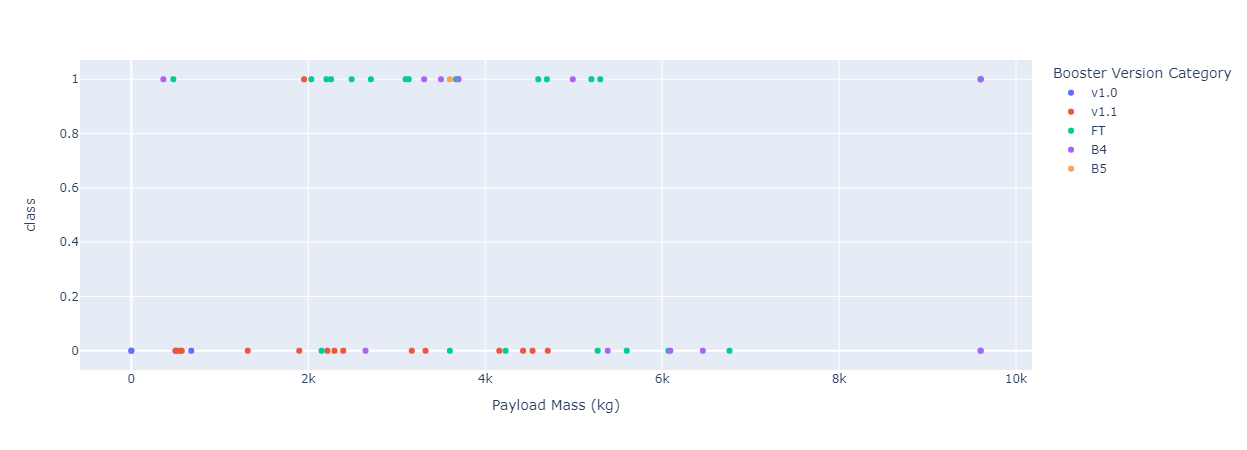 Booster Version Category
v1.0
v1.1
FT
B4
B5
1
0.8
0.6
0.4
0.2
0
class
0
2k
4k
6k
8k
10k
Payload Mass (kg)